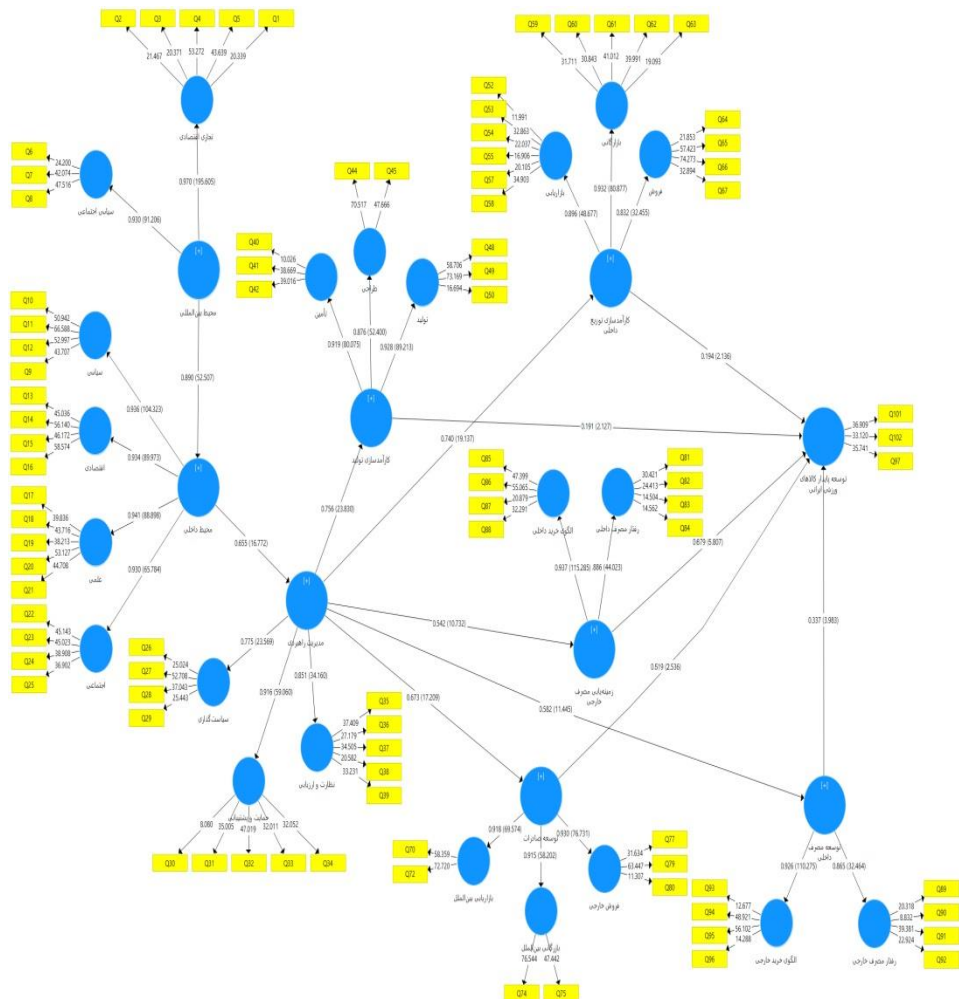 Q2
Q3
Q4
Q5
Q1
21.467
20.371
53.272
43.639
20.339
تجاری اقتصادی
Q6
Q7
Q8
24.200
42.074
47.516
سیاسی اجتماعی
0.970 (195.605)
0.930 (91.206)
[+]
محیط بین‌المللی
0.890 (52.507)
Q10
Q11
Q12
Q9
50.942
66.588
52.997
43.707
سیاسی
0.936 (104.323)
Q13
Q14
Q15
Q16
45.036
56.140
46.172
58.574
اقتصادی
0.934 (89.973)
Q17
Q18
Q19
Q20
Q21
39.836
43.716
38.213
53.127
44.708
علمی
0.941 (88.898)
Q22
Q23
Q24
Q25
45.143
45.023
38.908
36.902
اجتماعی
0.930 (65.784)
[+]
محیط داخلی
0.655 (16.772)
Q44
Q45
70.517
47.666
طراحی
Q40
Q41
Q42
10.026
38.669
39.016
تأمین
Q48
Q49
Q50
58.706
73.169
16.694
تولید
0.919 (80.075)
0.876 (52.400)
0.928 (89.213)
[+]
کارآمدسازی تولید
0.756 (23.830)
0.740 (19.137)
0.191 (2.127)
Q59
Q60
Q61
Q62
Q63
31.711
30.843
41.012
39.991
19.093
بازارگانی
Q52
Q53
Q54
Q55
Q57
Q58
11.991
32.863
22.037
16.906
20.105
34.903
بازاریابی
Q64
Q65
Q66
Q67
21.853
57.423
74.273
32.894
فروش
0.896 (48.677)
0.932 (80.877)
0.832 (32.455)
[+]
کارآمدسازی توزیع
داخلی
0.194 (2.136)
Q101
Q102
Q97
36.909
33.120
35.741
توسعه پایدار کالاهای
ورزشی ایرانی
Q85
Q86
Q87
Q88
47.399
55.065
20.879
32.291
الگوی خرید داخلی
Q81
Q82
Q83
Q84
30.421
24.413
14.504
14.562
رفتار مصرف داخلی
0.937 (115.285)
.886 (44.023)
[+]
زمینه‌یابی مصرف
خارجی
0.679 (5.807)
0.542 (10.732)
[+]
مدیریت راهبردی
Q26
Q27
Q28
Q29
25.024
52.708
37.043
25.443
سیاست‌گذاری
0.775 (23.569)
0.916 (59.060)
0.851 (34.160)
Q35
Q36
Q37
Q38
Q39
37.409
27.179
34.505
20.582
33.231
نظارت و ارزیابی
حمایت و پشتیبانی
8.080
35.005
47.019
32.011
32.052
Q30
Q31
Q32
Q33
Q34
0.673 (17.209)
0.582 (11.445)
0.519 (2.536)
0.337 (3.983)
[+]
توسعه صادرات
0.918 (69.574)
0.915 (58.202)
0.930 (76.731)
Q70
Q72
58.359
72.720
بازاریابی بین‌الملل
Q77
Q79
Q80
31.634
63.447
11.307
فروش خارجی
بازرگانی بین‌الملل
76.544
47.442
Q74
Q75
[+]
توسعه مصرف
داخلی
0.926 (110.275)
0.865 (32.464)
Q93
Q94
Q95
Q96
12.677
48.921
56.102
14.288
الگوی خرید خارجی
Q89
Q90
Q91
Q92
20.318
8.832
39.381
22.924
رفتار مصرف خارجی